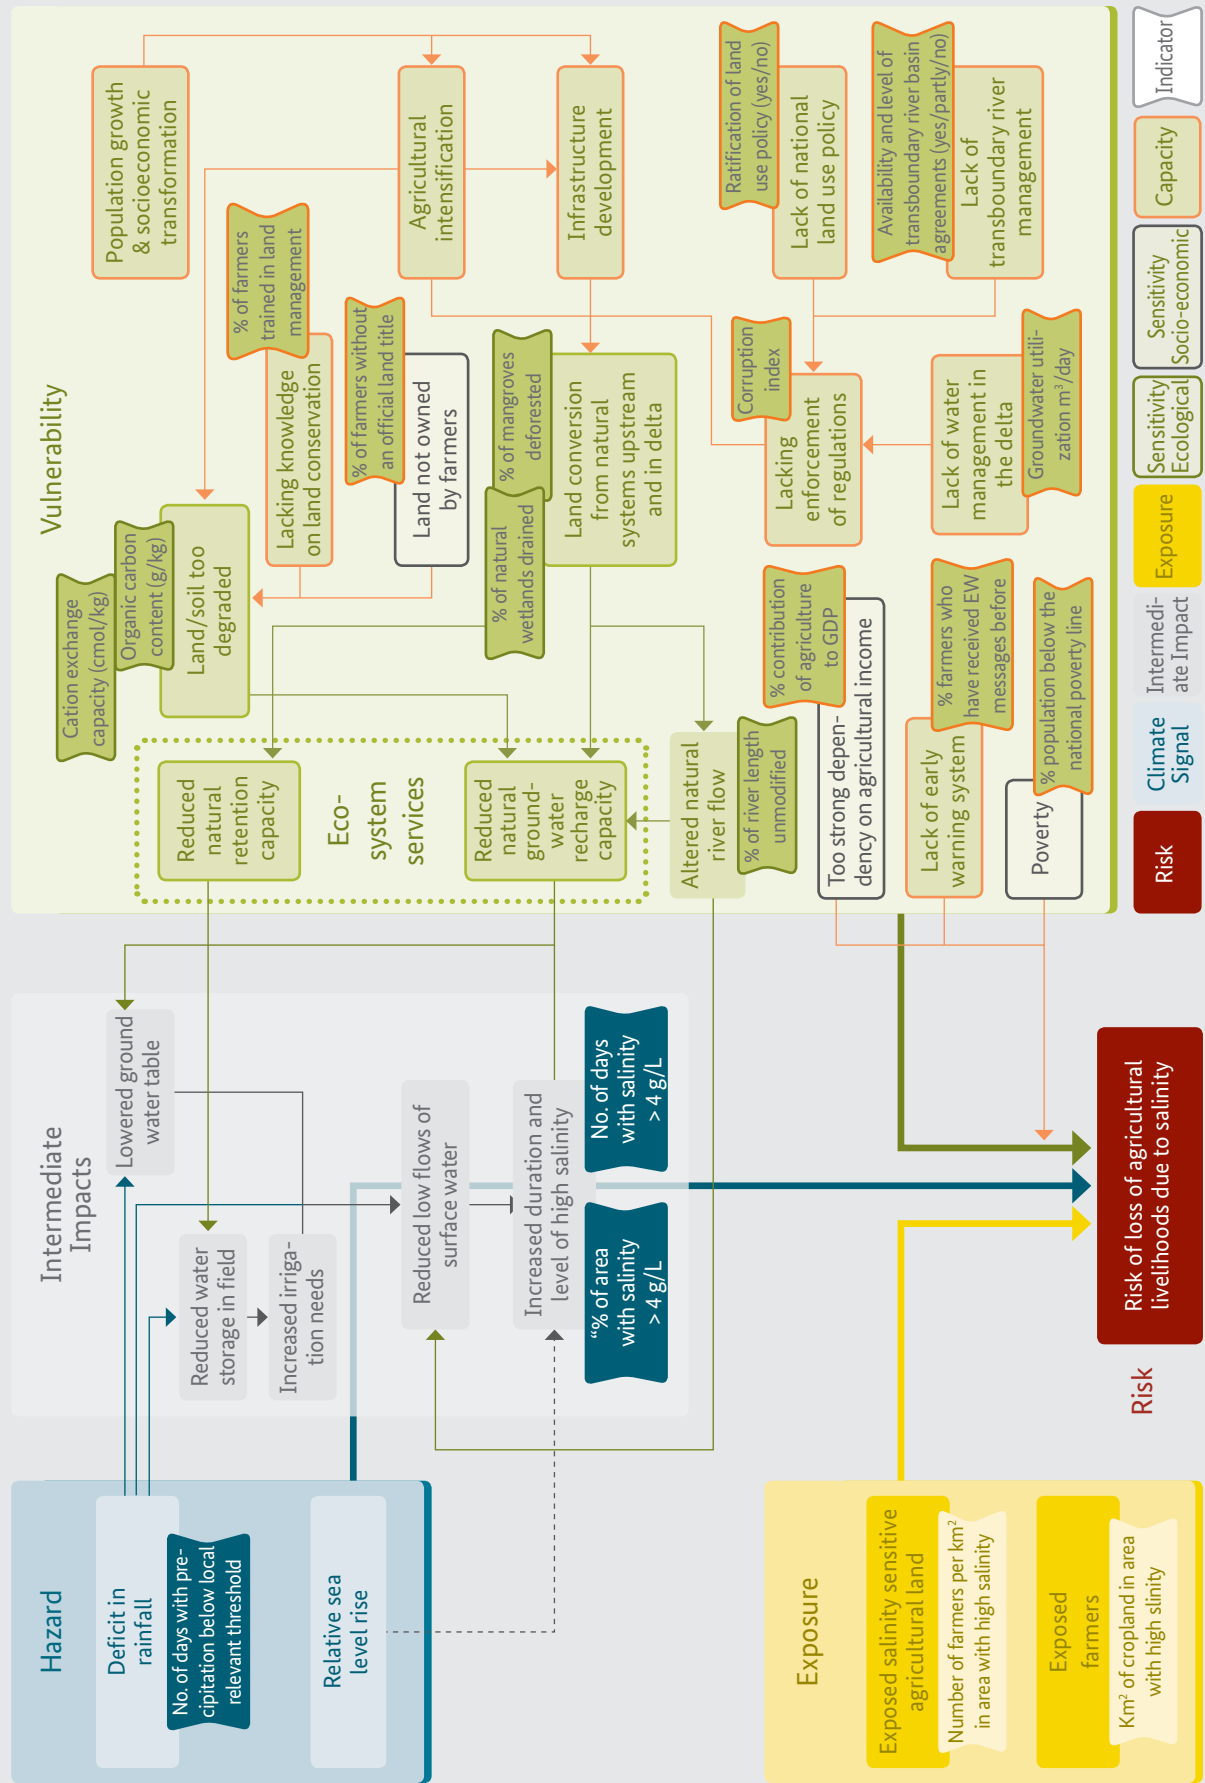 Hazard
Deficit in
rainfall
No. of days with pre-
cipitation below local
relevant threshold
Relative sea
level rise
Intermediate
Impacts
Lowered ground
water table
Reduced water
storage in field
Increased irriga-
tion needs
Reduced low flows of
surface water
Increased duration and
level of high salinity
“% of area
with salinity
> 4 g/L
No. of days
with salinity
> 4 g/L
Vulnerability
Cation exchange
capacity (cmol/kg)
Organic carbon
content (g/kg)
Land/soil too
degraded
Population growth
& socioeconomic
transformation
% of farmers
trained in land
management
Lacking knowledge
on land conservation
% of farmers without
an official land title
Land not owned
by farmers
Agricultural
intensification
Infrastructure
development
Reduced
natural
retention
capacity
Eco-
system
services
Reduced
natural
ground-
water
recharge
capacity
% of natural
wetlands drained
% of mangroves
deforested
Land conversion
from natural
systems upstream
and in delta
Altered natural
river flow
% of river length
unmodified
Ratification of land
use policy (yes/no)
Lack of national
land use policy
Corruption
index
Lacking
enforcement
of regulations
Availability and level of
transboundary river basin
agreements (yes/partly/no)
Lack of
transboundary river
management
Lack of water
management in
the delta
Groundwater utili-
zation m³/day
% contribution
of agriculture
to GDP
Too strong depen-
dency on agricultural income
% farmers who
have received EW
messages before
Lack of early
warning system
% population below the
national poverty line
Poverty
Exposure
Exposed salinity sensitive
agricultural land
Number of farmers per km²
in area with high salinity
Exposed
farmers
Km² of cropland in area
with high slinity
Risk
Risk of loss of agricultural
livelihoods due to salinity
Risk
Climate
Signal
Intermedi-
ate Impact
Exposure
Sensitivity
Ecological
Sensitivity
Socio-economic
Capacity
Indicator